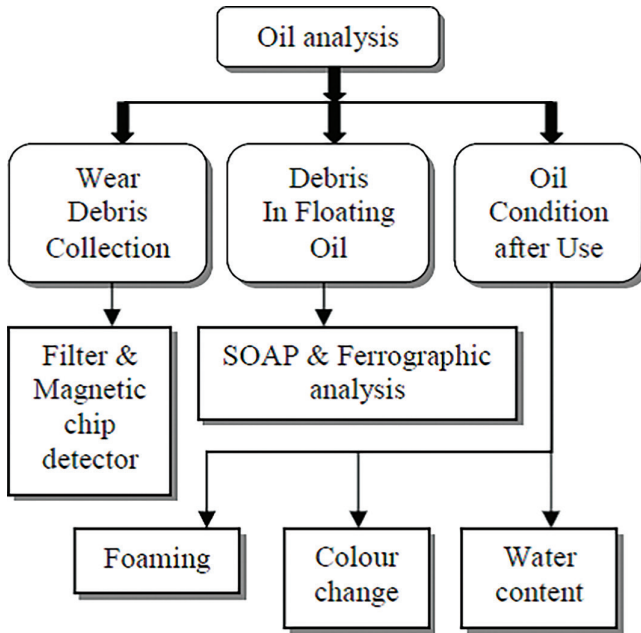 Oil analysis
Wear
Debris
Collection
Debris
In Floating
Oil
Oil
Condition
after Use
Filter &
Magnetic
chip
detector
SOAP & Ferrographic
analysis
Foaming
Colour
change
Water
content